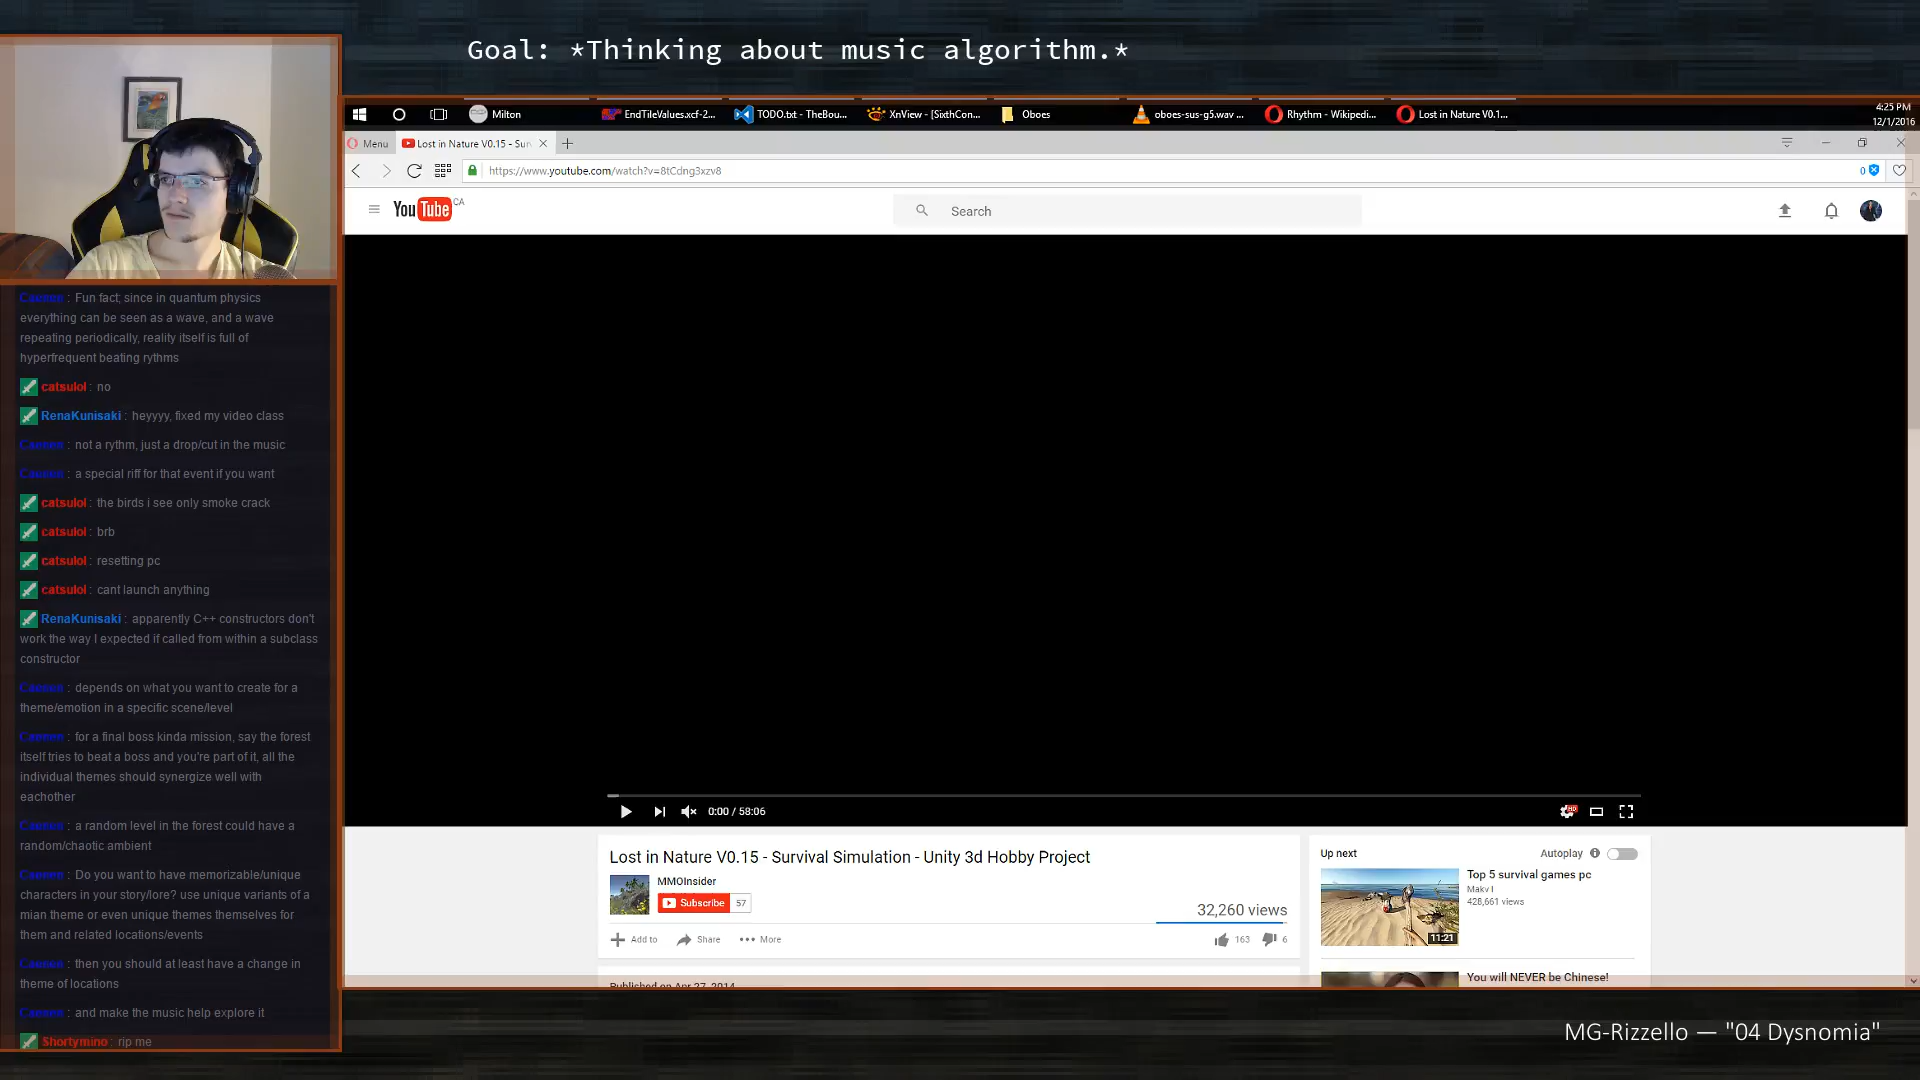 Goal: *Thinking about music algorithm.*
Milton
EndTileValues.xcf-2...
TODO.txt - TheBou...
XnView - [SixthCon...
Oboes
oboes-sus-g5.wav ...
Rhythm - Wikipedi...
Lost in Nature V0.1...
4:25 PM
12/1/2016
Menu
Lost in Nature V0.15 - Sur
https://www.youtube.com/watch?v=8tCdng3xzv8
0
YouTube CA
Search
Fun fact; since in quantum physics
everything can be seen as a wave, and a wave
repeating periodically, reality itself is full of
hyperfrequent beating rythms
catsulol : no
RenaKunisaki : heyyyy, fixed my video class
: not a rythm, just a drop/cut in the music
: a special riff for that event if you want
catsulol : the birds i see only smoke crack
catsulol : brb
catsulol : resetting pc
catsulol : cant launch anything
RenaKunisaki : apparently C++ constructors don't
work the way I expected if called from within a subclass
constructor
: depends on what you want to create for a
theme/emotion in a specific scene/level
: for a final boss kinda mission, say the forest
itself tries to beat a boss and you're part of it, all the
individual themes should synergize well with
eachother
: a random level in the forest could have a
random/chaotic ambient
: Do you want to have memorizable/unique
characters in your story/lore? use unique variants of a
mian theme or even unique themes themselves for
them and related locations/events
: then you should at least have a change in
theme of locations
: and make the music help explore it
Shortymino : rip me
0:00 / 58:06
HD
Lost in Nature V0.15 - Survival Simulation - Unity 3d Hobby Project
MMOInsider
Subscribe 57
32,260 views
Add to
Share
More
163
6
Published on Apr 27, 2014
Up next
Autoplay
Top 5 survival games pc
Makv I
428,661 views
11:21
You will NEVER be Chinese!
MG-Rizzello — "04 Dysnomia"